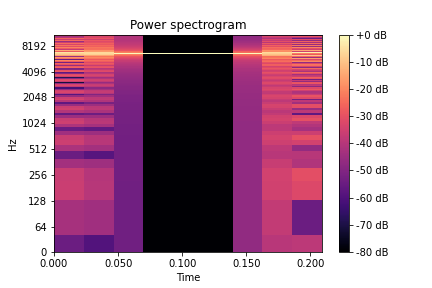 Power spectrogram
8192
4096
2048
1024
512
256
128
64
0
Hz
0.000 0.050 0.100 0.150 0.200
Time
+0 dB
-10 dB
-20 dB
-30 dB
-40 dB
-50 dB
-60 dB
-70 dB
-80 dB